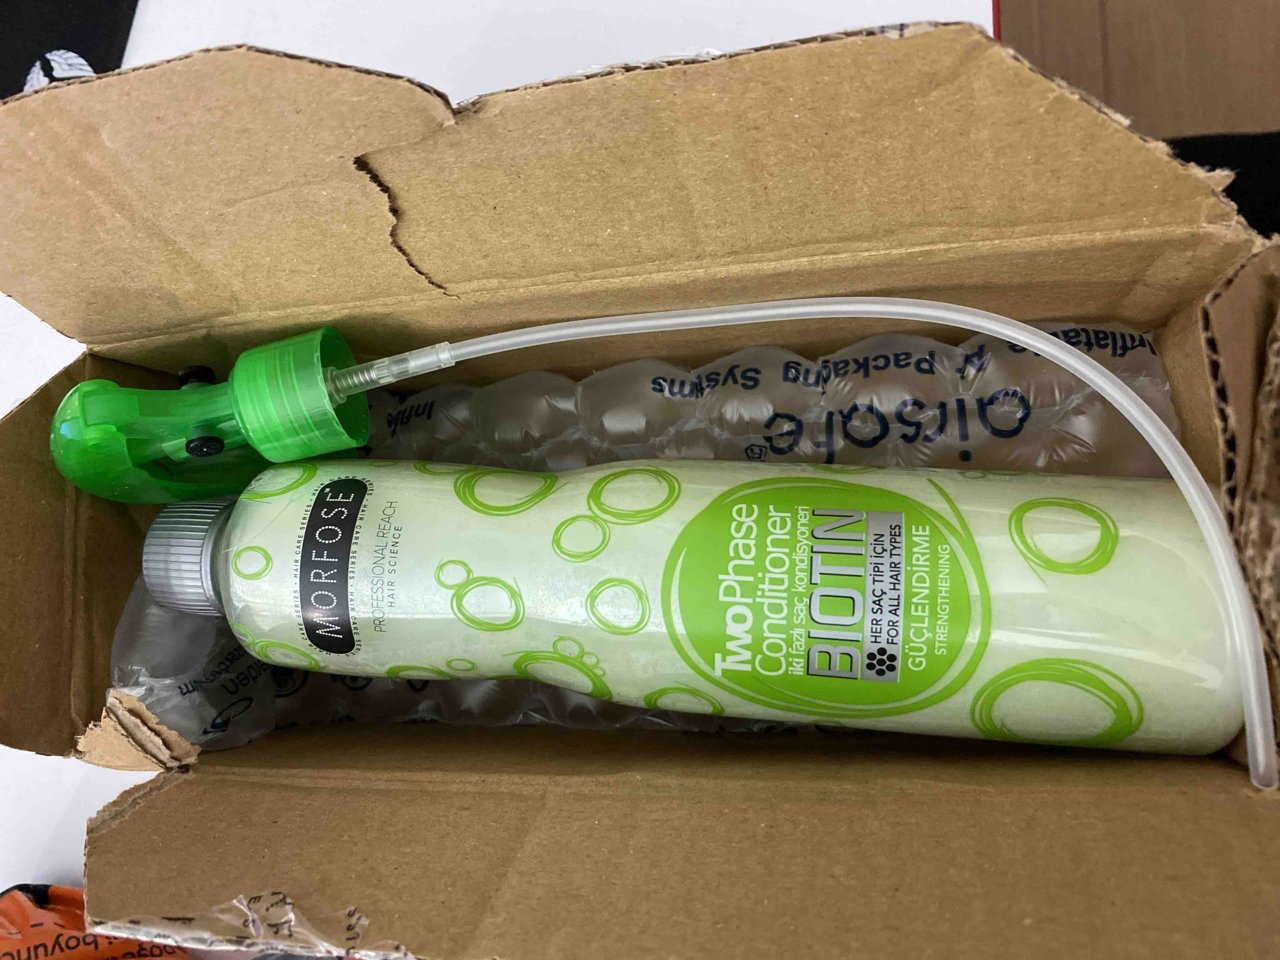 MORFOSE
PROFESSIONAL REACH
HAIR SCIENCE
TwoPhase
Conditioner
iki fazlı saç kondisyoneri
BIOTIN
HER SAÇ TİPİ İÇİN
FOR ALL HAIR TYPES
GÜÇLENDİRME
STRENGTHENING
airsafe
Packaging Systems